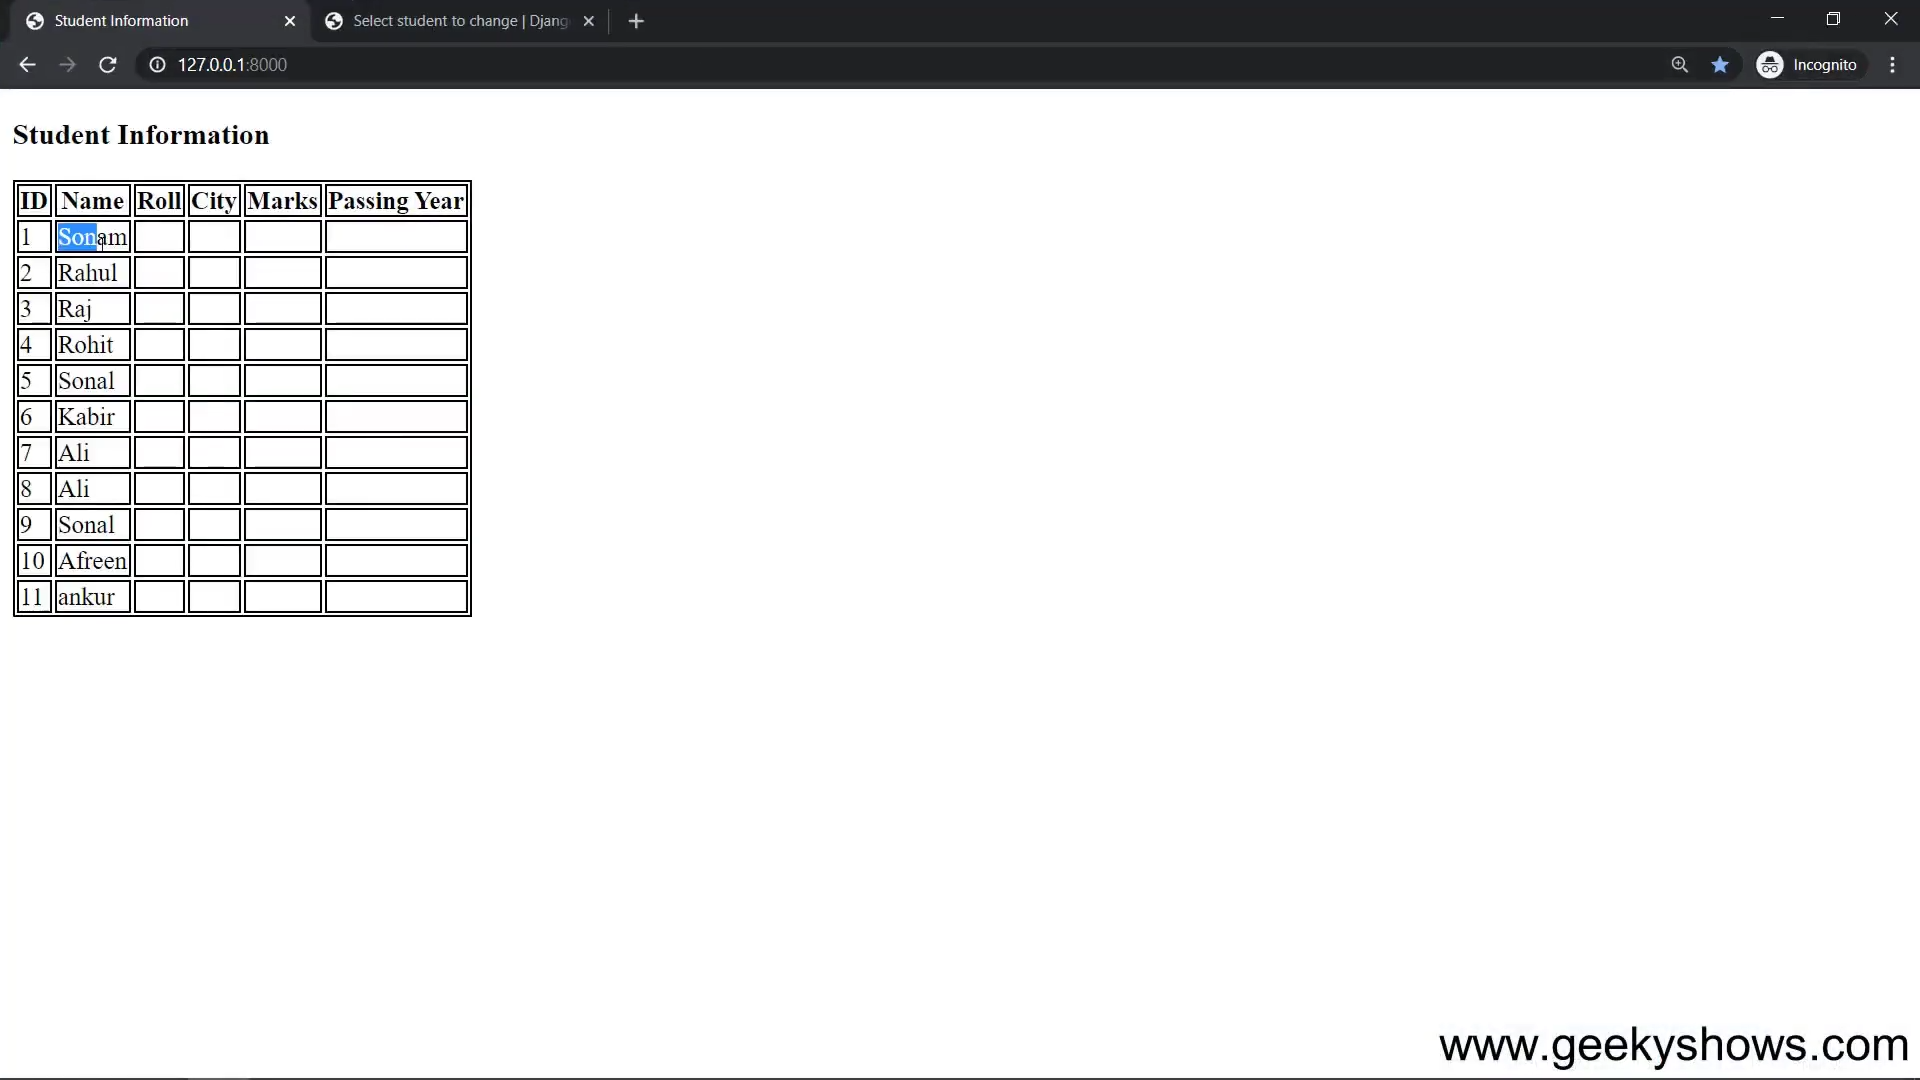 Student Information
Select student to change | Djang
127.0.0.1:8000
Incognito
Student Information
ID Name Roll City Marks Passing Year
1 Sonam
2 Rahul
3 Raj
4 Rohit
5 Sonal
6 Kabir
7 Ali
8 Ali
9 Sonal
10 Afreen
11 ankur
www.geekyshows.com